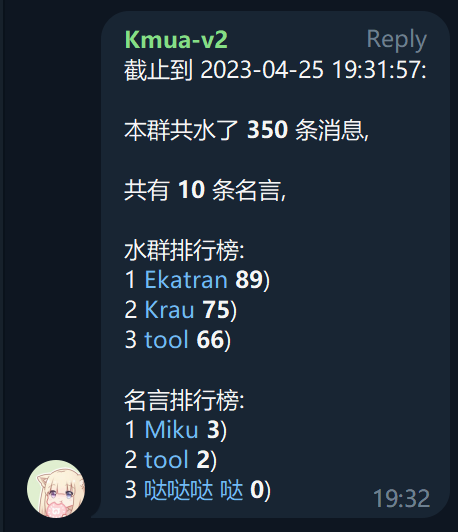 Kmua-v2 Reply
截止到 2023-04-25 19:31:57:
本群共水了 350 条消息,
共有 10 条名言,
水群排行榜:
1 Ekatran 89)
2 Krau 75)
3 tool 66)
名言排行榜:
1 Miku 3)
2 tool 2)
3 哒哒哒 哒 0)
19:32